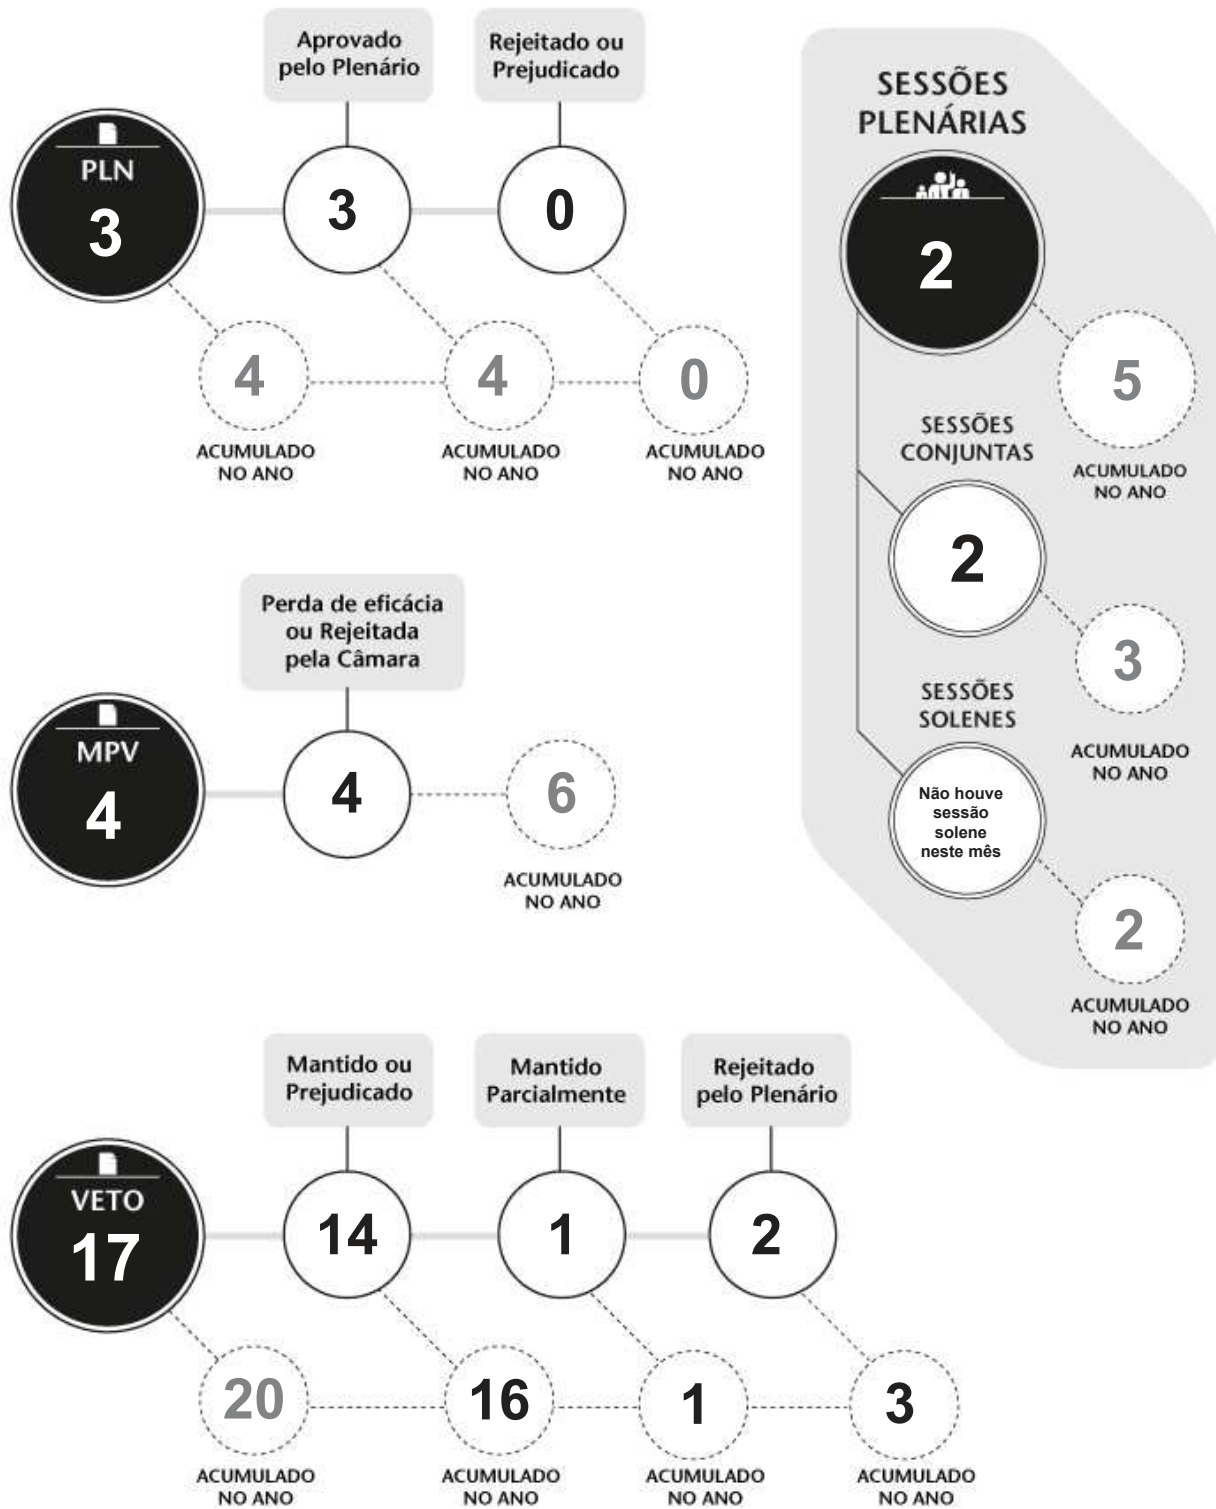 Aprovado
pelo Plenário
Rejeitado ou
Prejudicado
PLN
3
3
0
4
4
0
ACUMULADO
NO ANO
ACUMULADO
NO ANO
ACUMULADO
NO ANO
SESSÕES
PLENÁRIAS
2
5
ACUMULADO
NO ANO
SESSÕES
CONJUNTAS
2
3
ACUMULADO
NO ANO
SESSÕES
SOLENES
Não houve
sessão
solene
neste mês
2
ACUMULADO
NO ANO
Perda de eficácia
ou Rejeitada
pela Câmara
MPV
4
4
6
ACUMULADO
NO ANO
Mantido ou
Prejudicado
Mantido
Parcialmente
Rejeitado
pelo Plenário
VETO
17
14
1
2
20
16
1
3
ACUMULADO
NO ANO
ACUMULADO
NO ANO
ACUMULADO
NO ANO
ACUMULADO
NO ANO